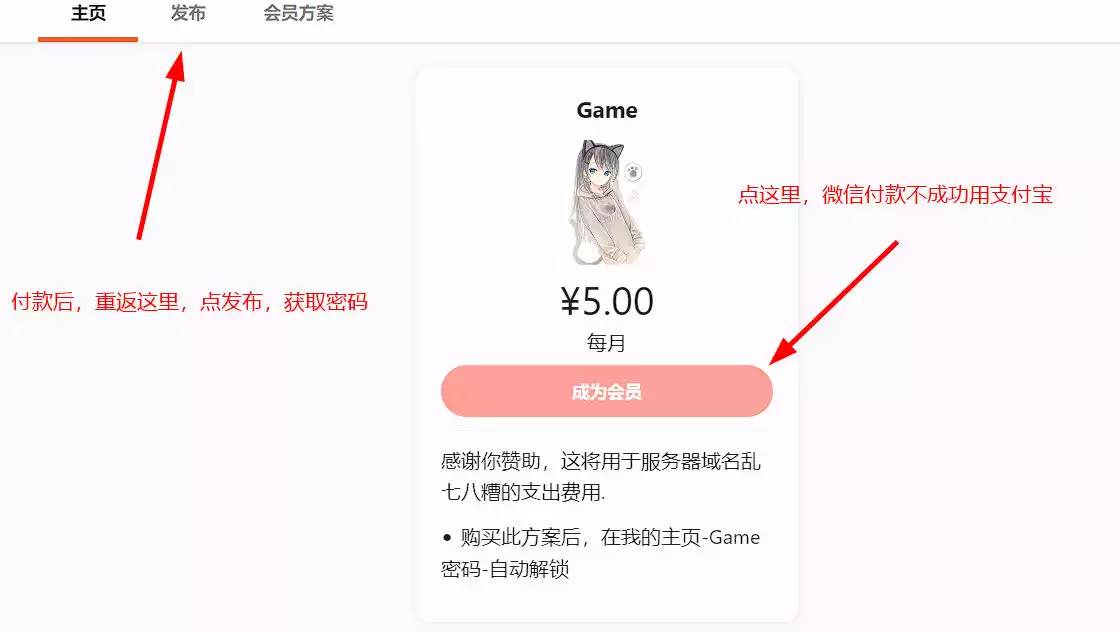 主页 发布 会员方案
Game
点这里，微信付款不成功用支付宝
付款后，重返这里，点发布，获取密码
¥5.00
每月
成为会员
感谢你赞助，这将用于服务器域名乱
七八糟的支出费用.
• 购买此方案后，在我的主页-Game
密码-自动解锁